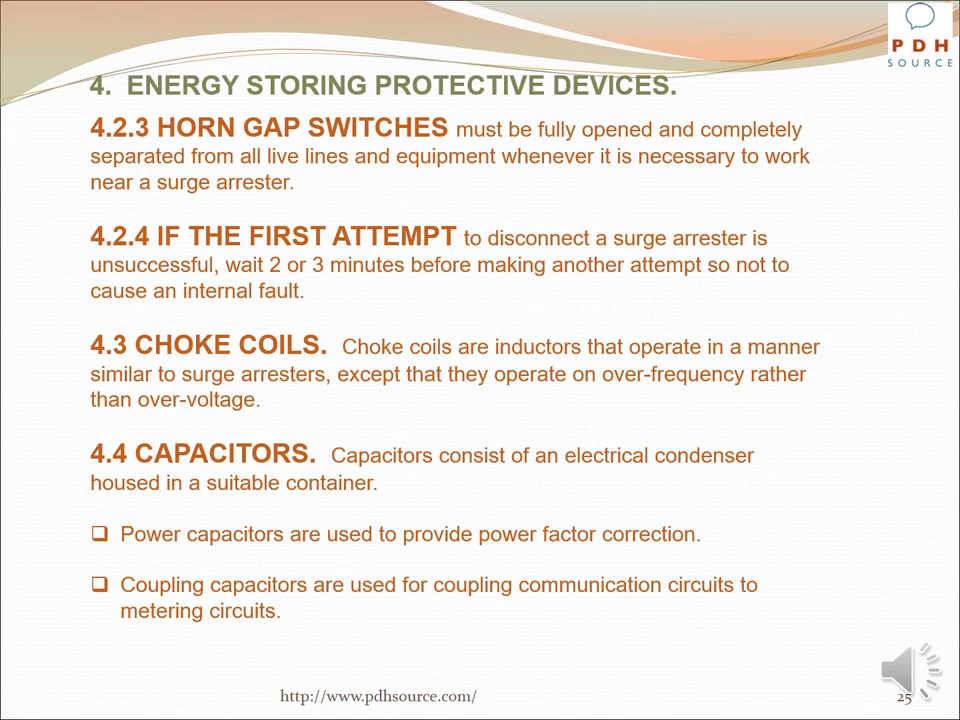 PDH
SOURCE
4. ENERGY STORING PROTECTIVE DEVICES.
4.2.3 HORN GAP SWITCHES must be fully opened and completely
separated from all live lines and equipment whenever it is necessary to work
near a surge arrester.
4.2.4 IF THE FIRST ATTEMPT to disconnect a surge arrester is
unsuccessful, wait 2 or 3 minutes before making another attempt so not to
cause an internal fault.
4.3 CHOKE COILS. Choke coils are inductors that operate in a manner
similar to surge arresters, except that they operate on over-frequency rather
than over-voltage.
4.4 CAPACITORS. Capacitors consist of an electrical condenser
housed in a suitable container.
❑ Power capacitors are used to provide power factor correction.
❑ Coupling capacitors are used for coupling communication circuits to
metering circuits.
http://www.pdhsource.com/
25